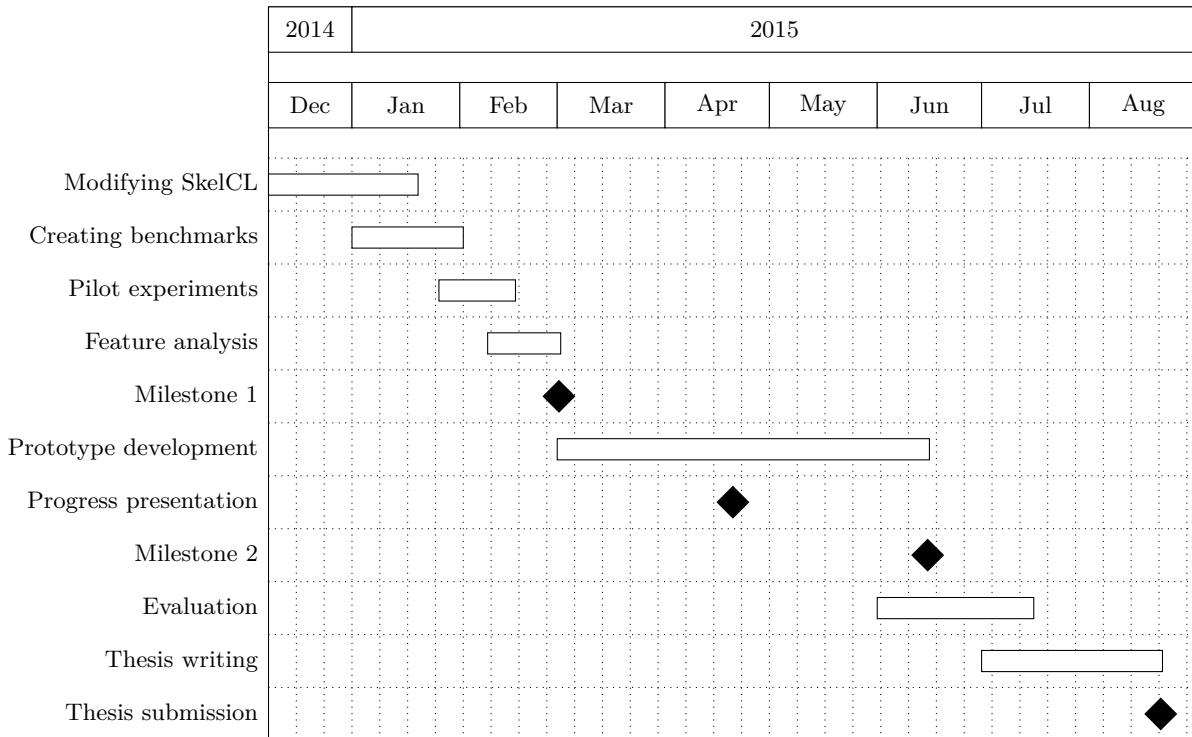 2014 2015
Dec Jan Feb Mar Apr May Jun Jul Aug
Modifying SkelCL
Creating benchmarks
Pilot experiments
Feature analysis
Milestone 1
Prototype development
Progress presentation
Milestone 2
Evaluation
Thesis writing
Thesis submission